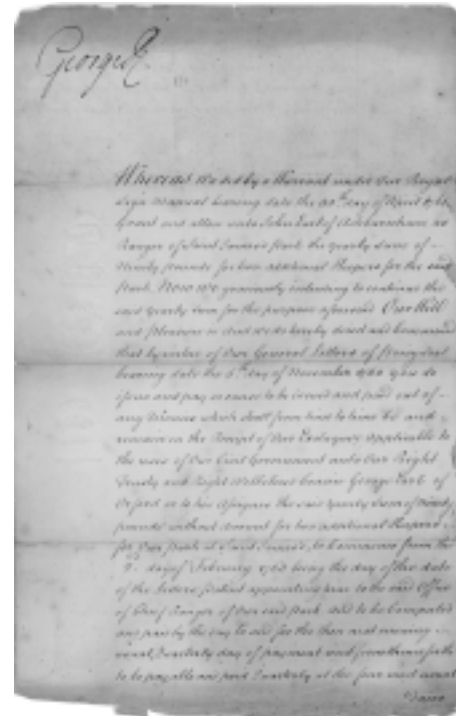 George R
Whereas We did by a Warrant under Our Royal
Sign Manual bearing date the day of April
Grant and allow unto John Earl of Ashburnham as
Ranger of Saint James's Park the yearly Sum of
Ninety pounds for two additional Keepers for the said
Park. Now We graciously intending to continue the
said yearly Sum for the purpose aforesaid Our Will
and Pleasure is And we do hereby direct and command
that by virtue of Our General Letters of Privy Seal
bearing date the 5th day of November 1760 you do
issue and pay or cause to be issued and paid out of
any Treasure which shall from time to time be and
remain in the Receipt of Our Exchequer applicable to
the uses of Our Civil Government unto Our Right
Trusty and Right Wellbeloved Cousin George Earl of
Orford or to his Assignes the said yearly Sum of Ninety
pounds without Account for two additional Keepers
for Our Park at Saint James's, to commence from the
day of February being the day of the date
of the Letters Patent appointing him to the said Office
of Chief Ranger of Our said Park and to be computed
and paid by the day to and for the then next ensuing
usual Quarterly day of payment and from thenceforth
to be payable and paid Quarterly at the four most usual